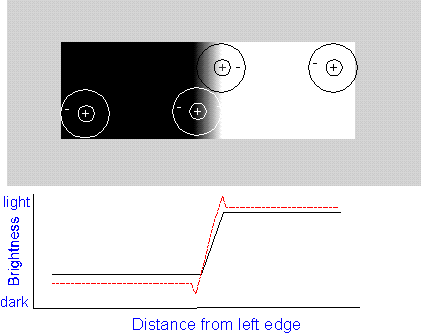 + -
- +
- +
- +
light
Brightness
dark
Distance from left edge